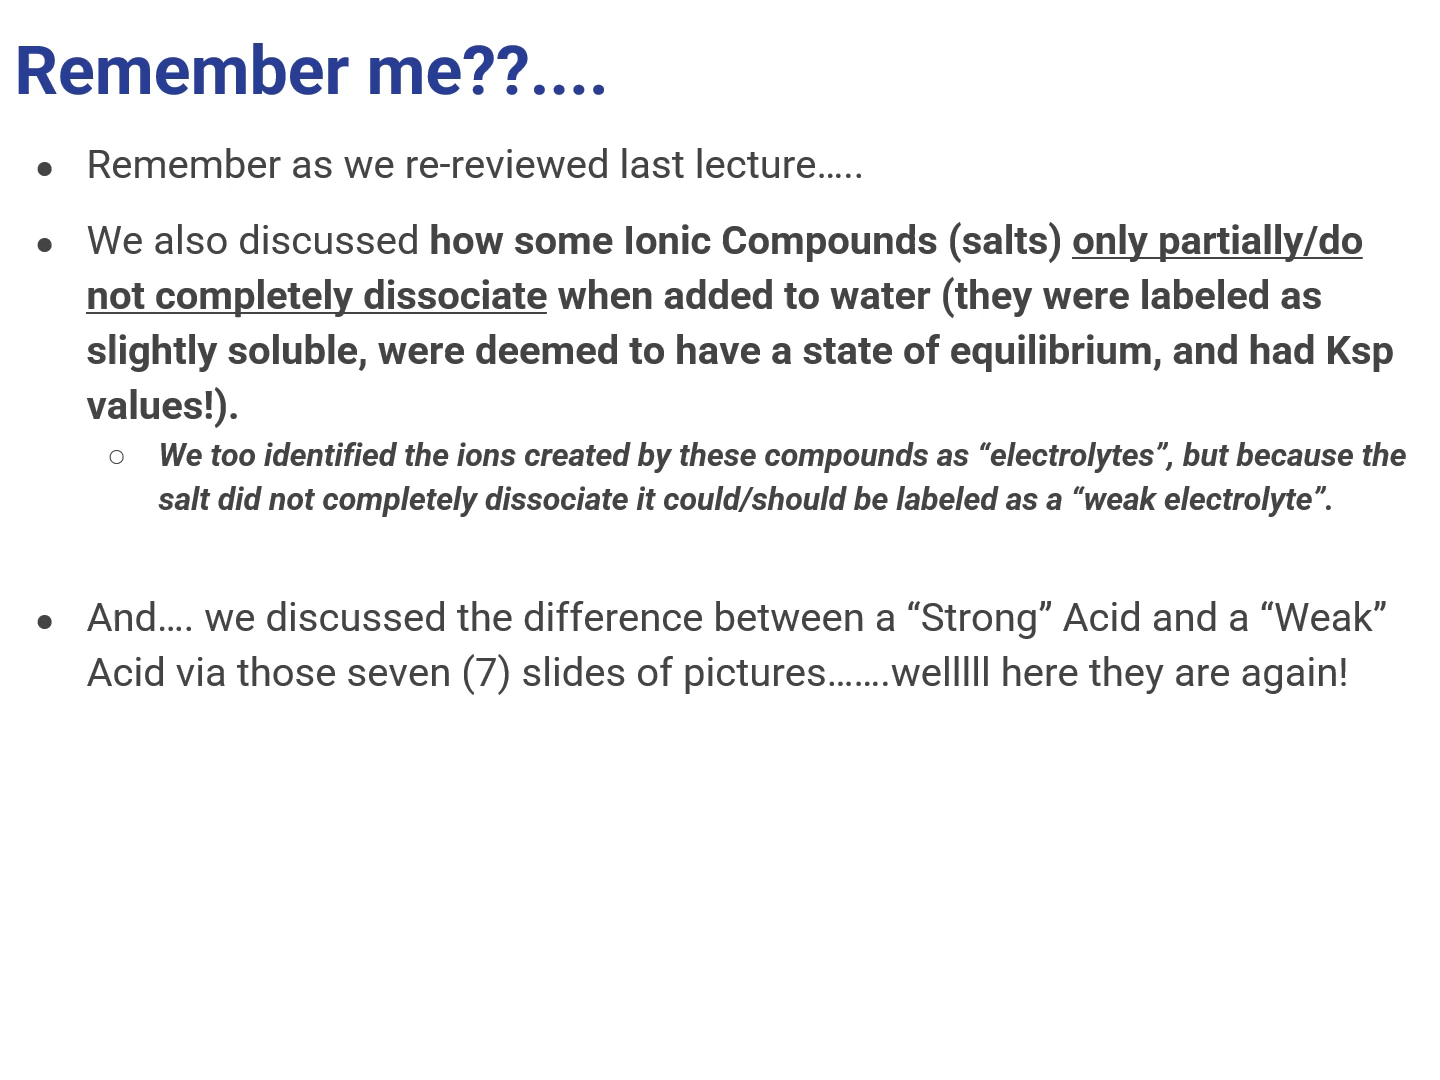 Remember me??....
● Remember as we re-reviewed last lecture…..
● We also discussed how some Ionic Compounds (salts) only partially/do
not completely dissociate when added to water (they were labeled as
slightly soluble, were deemed to have a state of equilibrium, and had Ksp
values!).
○ We too identified the ions created by these compounds as “electrolytes”, but because the
salt did not completely dissociate it could/should be labeled as a “weak electrolyte”.
● And…. we discussed the difference between a “Strong” Acid and a “Weak”
Acid via those seven (7) slides of pictures…….welllll here they are again!